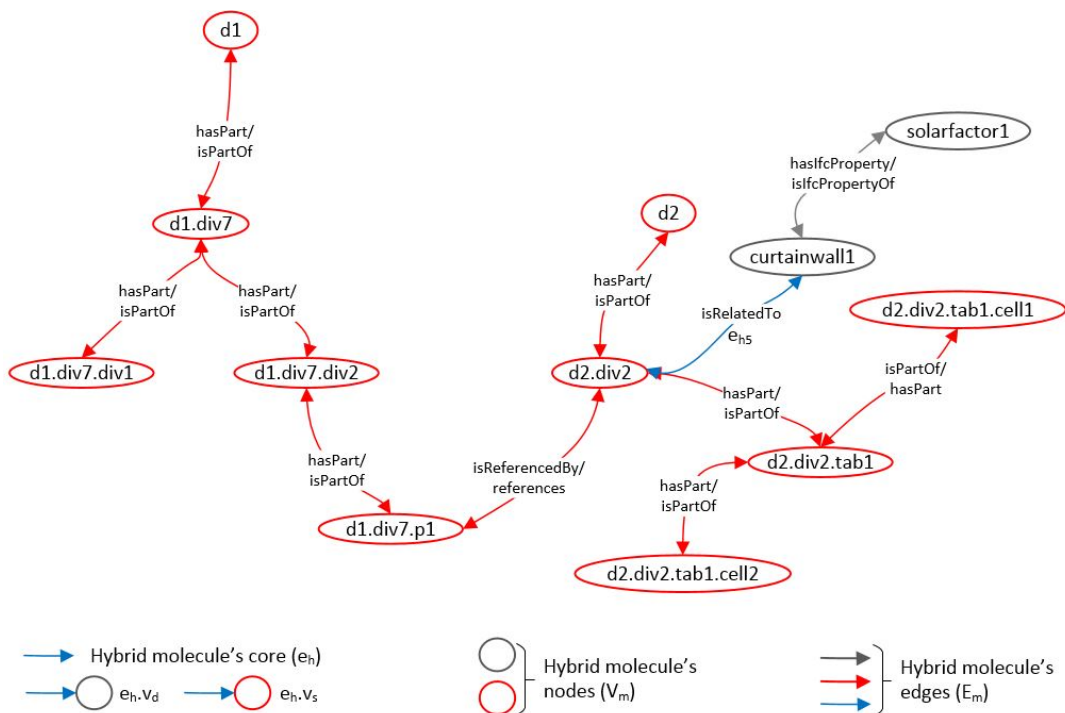 d1
hasPart/
isPartOf
solarfactor1
hasIfcProperty/
isIfcPropertyOf
d1.div7
d2
curtainwall1
hasPart/
isPartOf
hasPart/
isPartOf
hasPart/
isPartOf
isRelatedTo
eh5
d2.div2.tab1.cell1
d1.div7.div1
d1.div7.div2
d2.div2
isPartOf/
hasPart
hasPart/
isPartOf
hasPart/
isPartOf
isReferencedBy/
references
d2.div2.tab1
hasPart/
isPartOf
d1.div7.p1
d2.div2.tab1.cell2
Hybrid molecule's core (eh)
eh.vd
eh.vs
Hybrid molecule's
nodes (Vm)
Hybrid molecule's
edges (Em)